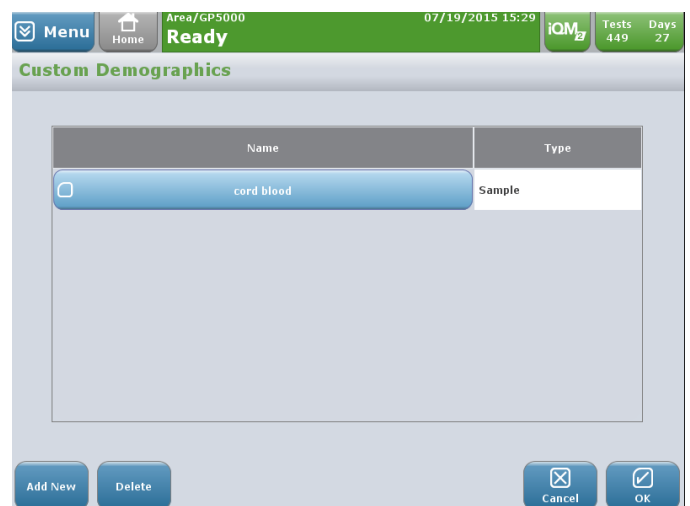 Menu
Home
Area/GP5000
07/19/2015 15:29
Ready
iQM2
Tests Days
449 27
Custom Demographics
Name Type
cord blood Sample
Add New
Delete
Cancel
OK